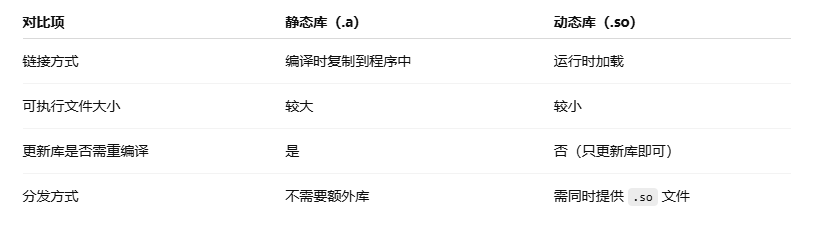 对比项 静态库（.a） 动态库（.so）
链接方式 编译时复制到程序中 运行时加载
可执行文件大小 较大 较小
更新库是否需重编译 是 否（只更新库即可）
分发方式 不需要额外库 需同时提供 .so 文件